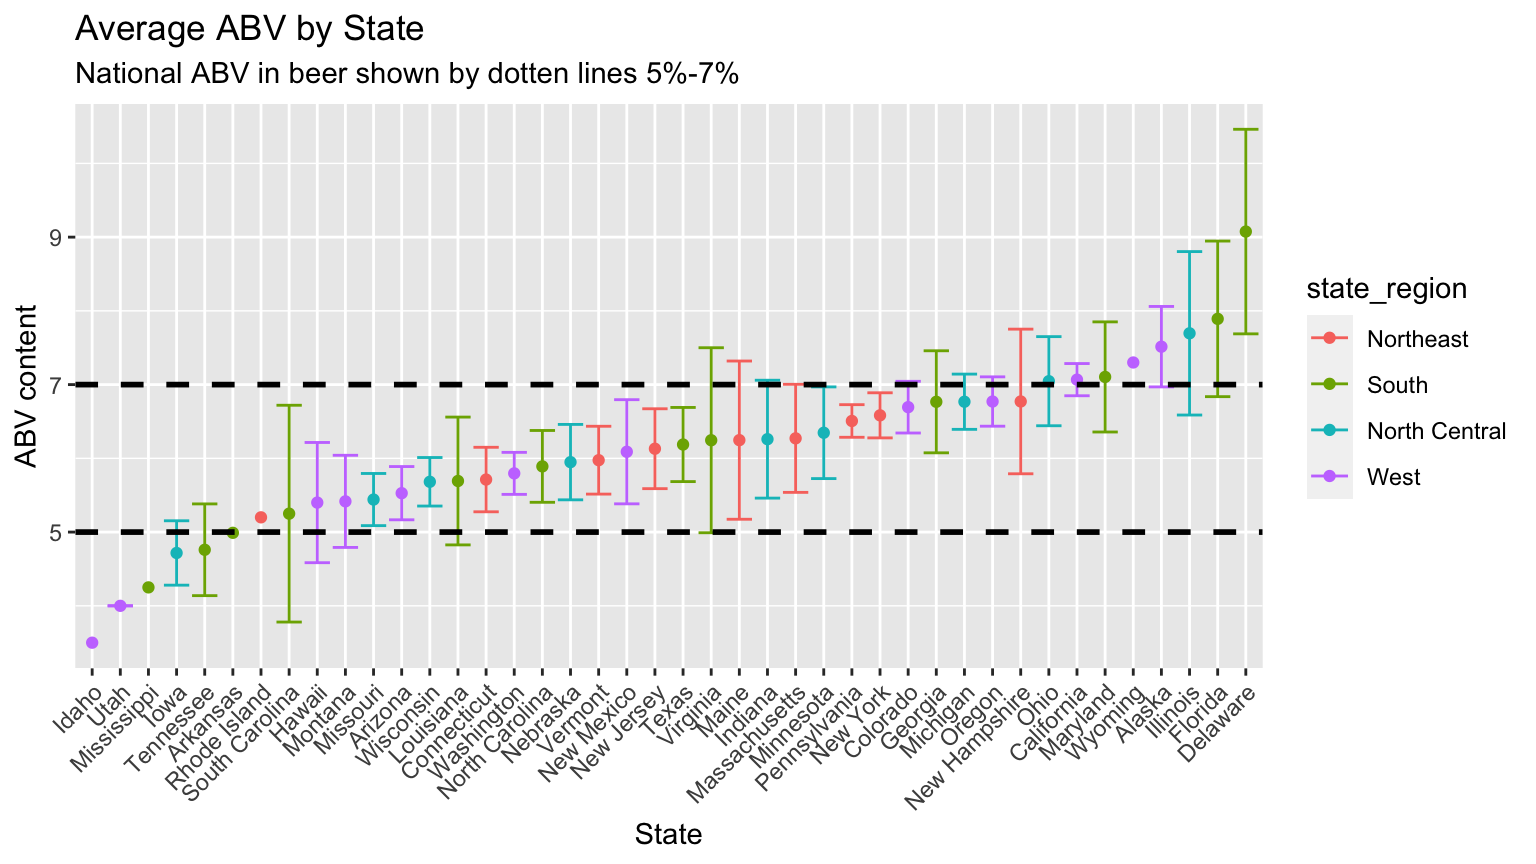 Average ABV by State
National ABV in beer shown by dotten lines 5%-7%
ABV content
9
7
5
Idaho
Utah
Mississippi
Iowa
Tennessee
Arkansas
Rhode Island
South Carolina
Hawaii
Montana
Missouri
Arizona
Wisconsin
Louisiana
Connecticut
Washington
North Carolina
Nebraska
Vermont
New Mexico
New Jersey
Texas
Virginia
Maine
Indiana
Massachusetts
Minnesota
Pennsylvania
New York
Colorado
Georgia
Michigan
Oregon
New Hampshire
Ohio
California
Maryland
Wyoming
Alaska
Illinois
Florida
Delaware
State
state_region
Northeast
South
North Central
West